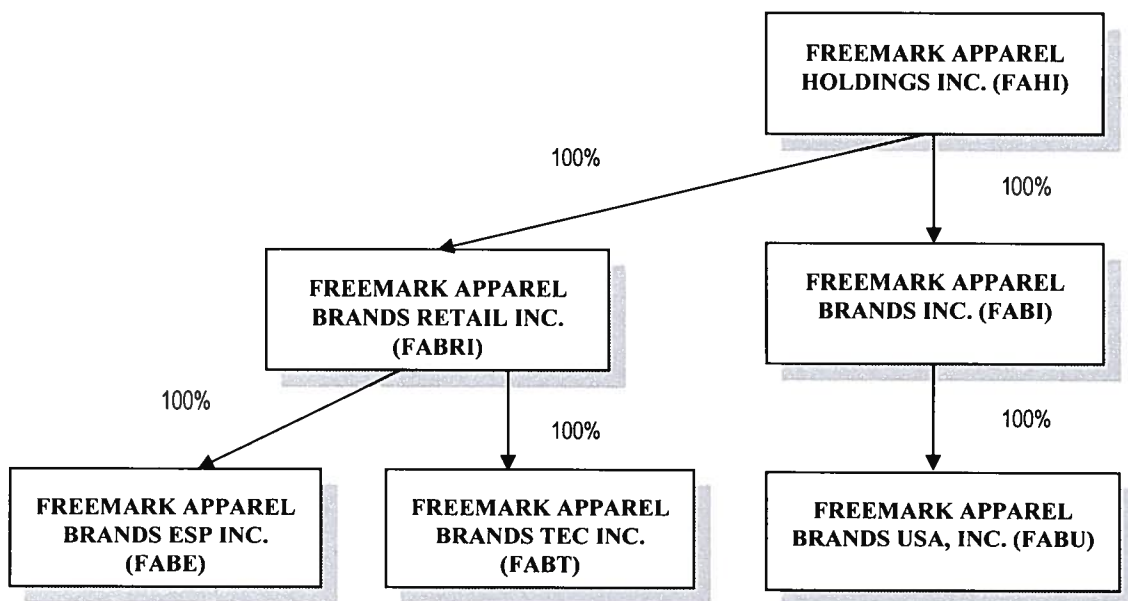 FREEMARK APPAREL
HOLDINGS INC. (FAHI)
100%
100%
FREEMARK APPAREL
BRANDS RETAIL INC.
(FABRI)
FREEMARK APPAREL
BRANDS INC. (FABI)
100%
100%
100%
FREEMARK APPAREL
BRANDS ESP INC.
(FABE)
FREEMARK APPAREL
BRANDS TEC INC.
(FABT)
FREEMARK APPAREL
BRANDS USA, INC. (FABU)